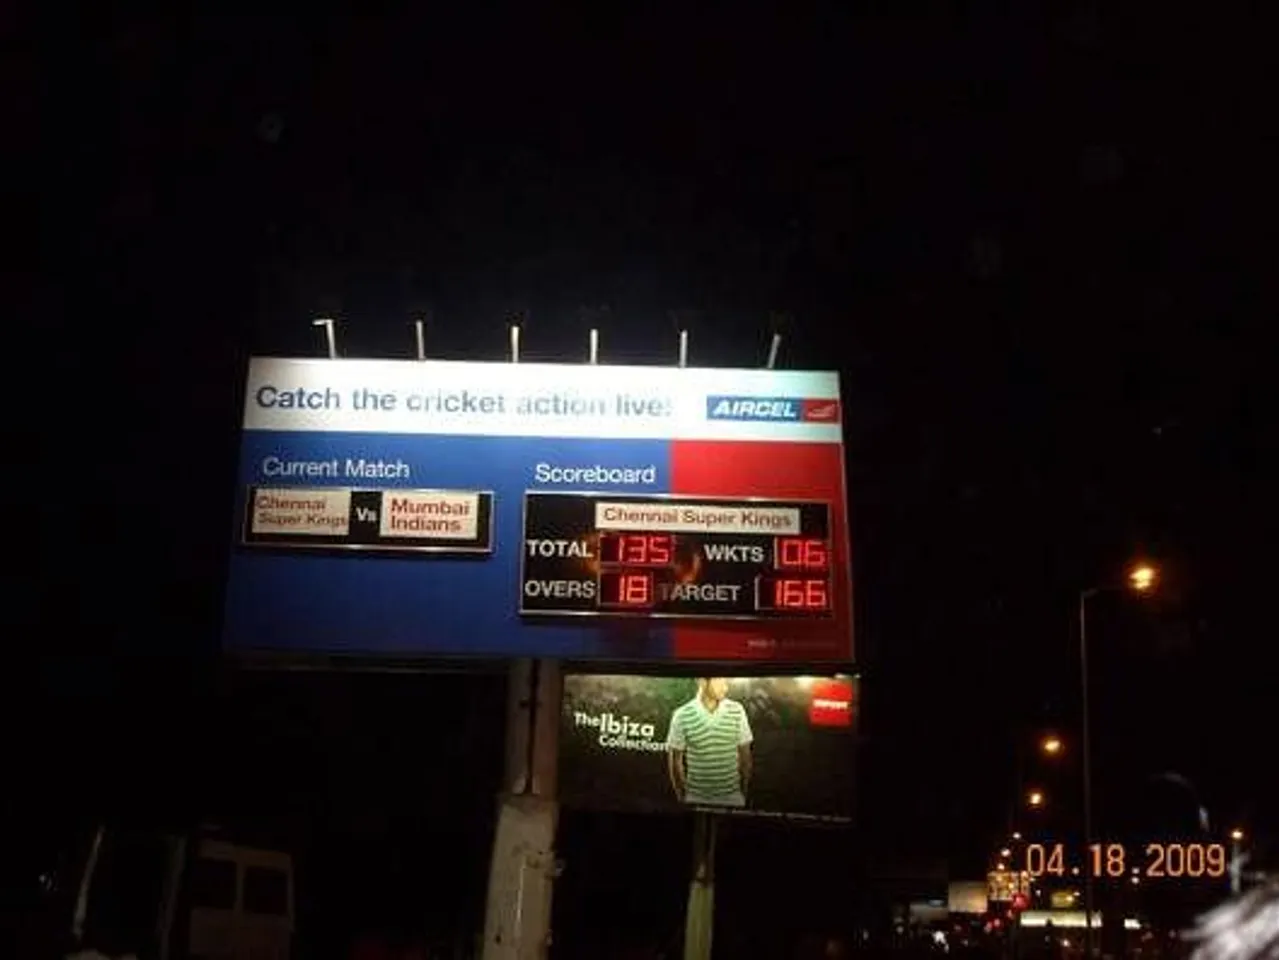 Catch the cricket action live!
AIRCEL
Current Match
Chennai
Super Kings
Vs
Mumbai
Indians
Scoreboard
Chennai Super Kings
TOTAL 135 WKTS 06
OVERS 18 TARGET 166
The Ibiza
Collection
04.18.2009